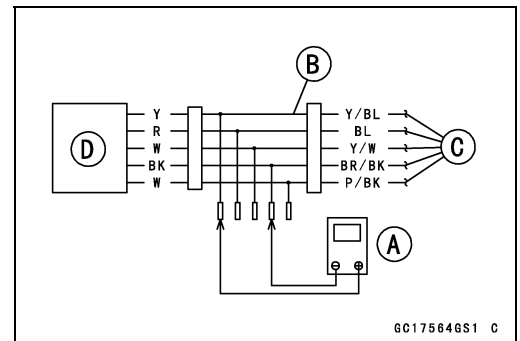 B
Y Y/BL
R BL
W Y/W
BK BR/BK
W P/BK
D
C
A
GC17564GS1 C